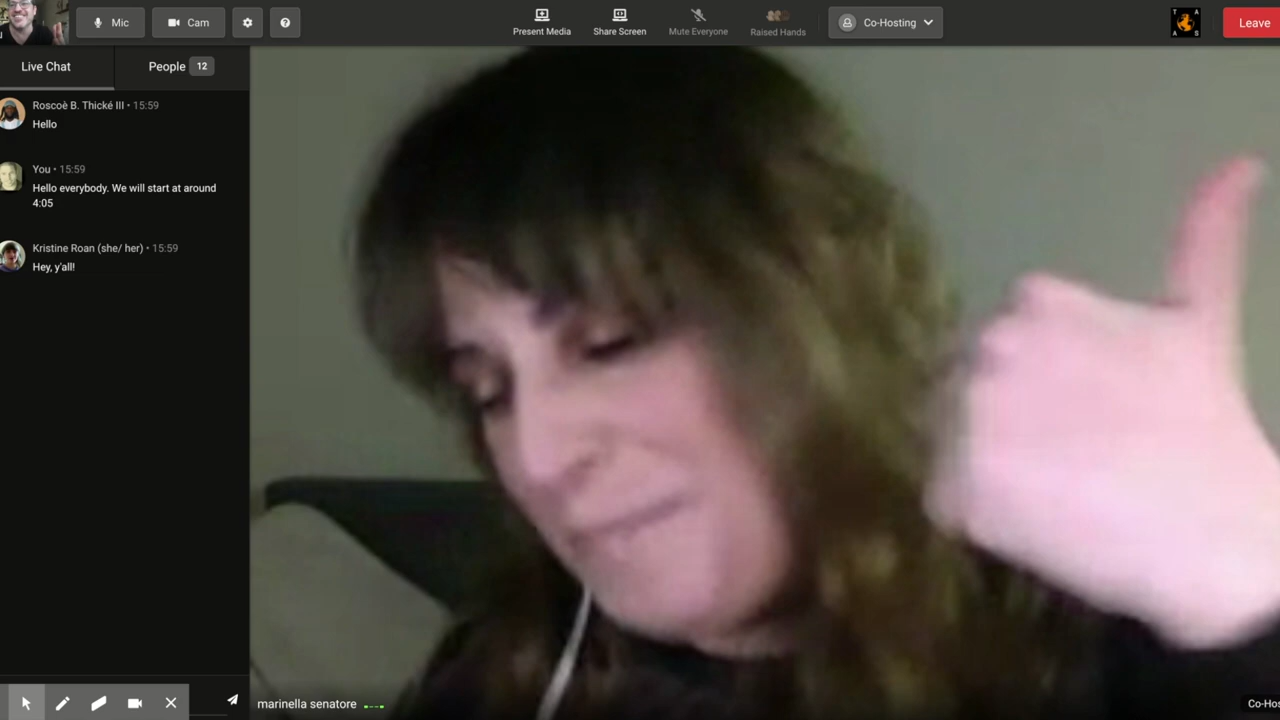 Mic
Cam
Present Media
Share Screen
Mute Everyone
Raised Hands
Co-Hosting
T A
A S
Leave
Live Chat
People 12
Roscoè B. Thické III • 15:59
Hello
You • 15:59
Hello everybody. We will start at around
4:05
Kristine Roan (she/ her) • 15:59
Hey, y'all!
marinella senatore
Co-Hos